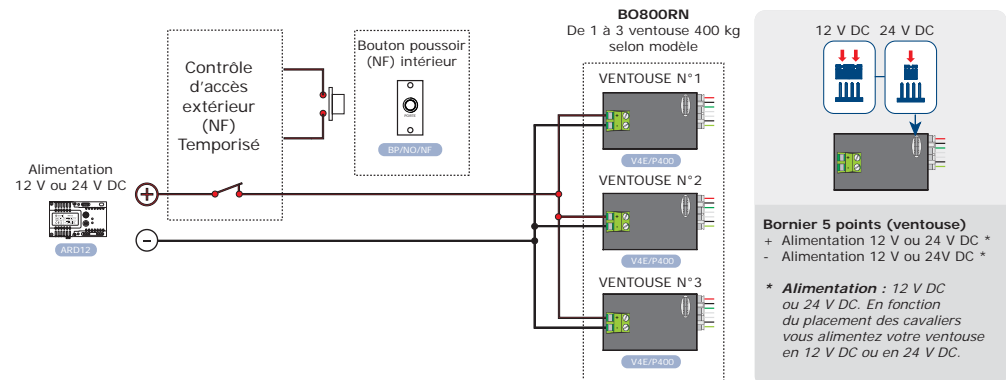 BO800RN
De 1 à 3 ventouse 400 kg
selon modèle
Contrôle
d'accès
extérieur
(NF)
Temporisé
Bouton poussoir
(NF) intérieur
BP/NO/NF
Alimentation
12 V ou 24 V DC
+
-
ARD12
VENTOUSE N°1
V4E/P400
VENTOUSE N°2
V4E/P400
VENTOUSE N°3
V4E/P400
12 V DC
24 V DC
Bornier 5 points (ventouse)
+ Alimentation 12 V ou 24 V DC *
- Alimentation 12 V ou 24V DC *
* Alimentation : 12 V DC
ou 24 V DC. En fonction
du placement des cavaliers
vous alimentez votre ventouse
en 12 V DC ou en 24 V DC.